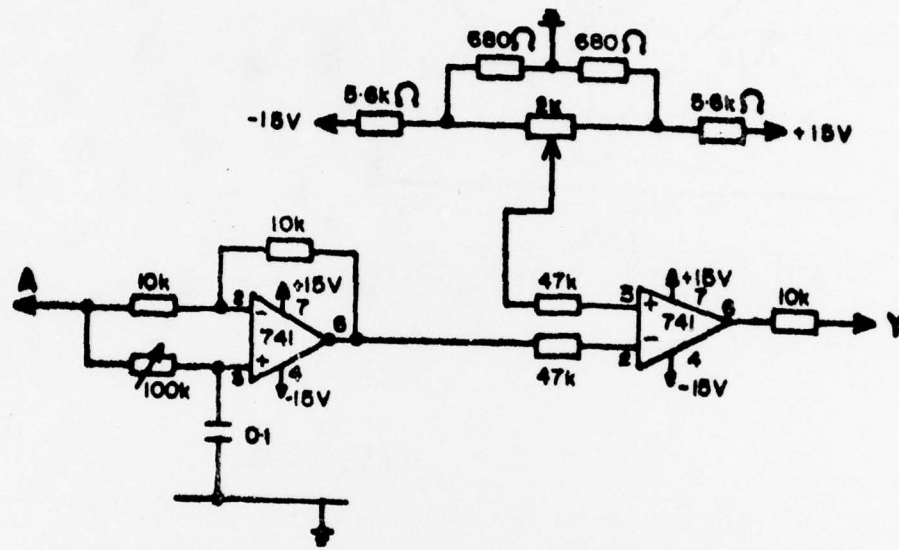 680Ω 680Ω
5.6kΩ 2k 5.6kΩ
-15V +15V
10k
A 10k 2 - +15V 7 741 6
100k 3 + 4 -15V
0.1
47k 3 + +15V 7 741 6 10k Y
47k 2 - 4 -15V